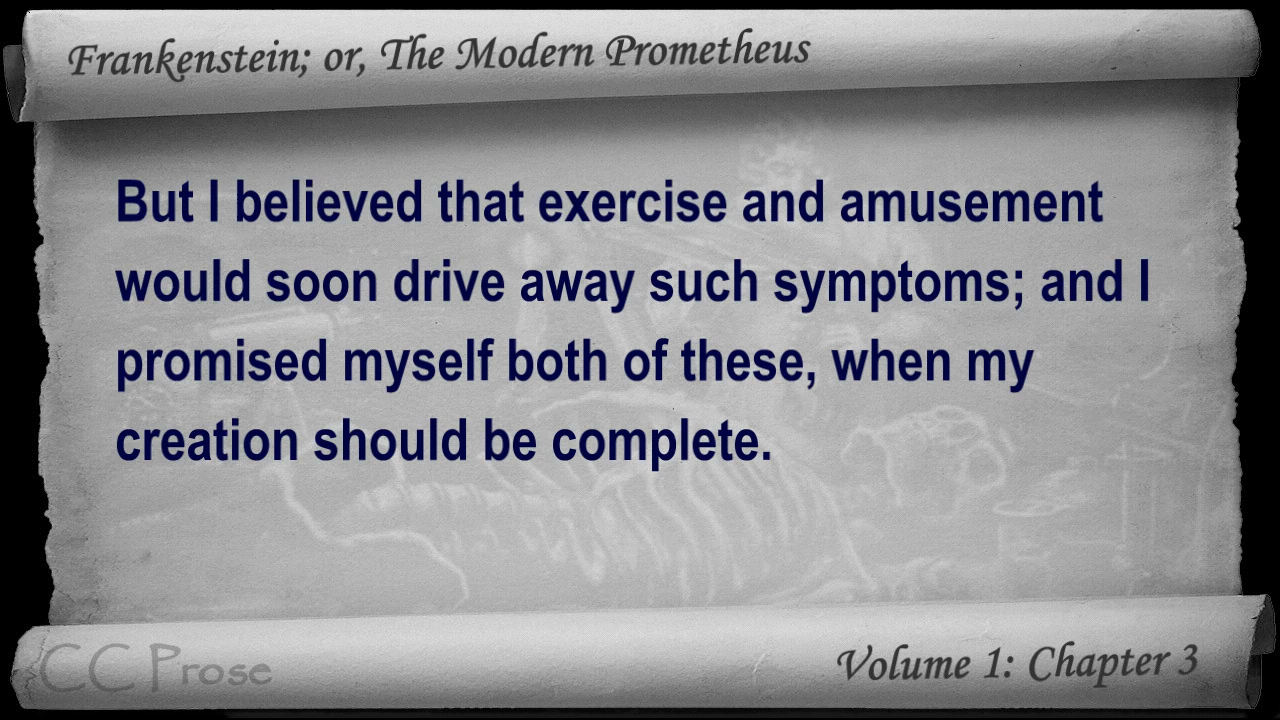 Frankenstein; or, The Modern Prometheus
But I believed that exercise and amusement
would soon drive away such symptoms; and I
promised myself both of these, when my
creation should be complete.
CC Prose
Volume 1: Chapter 3